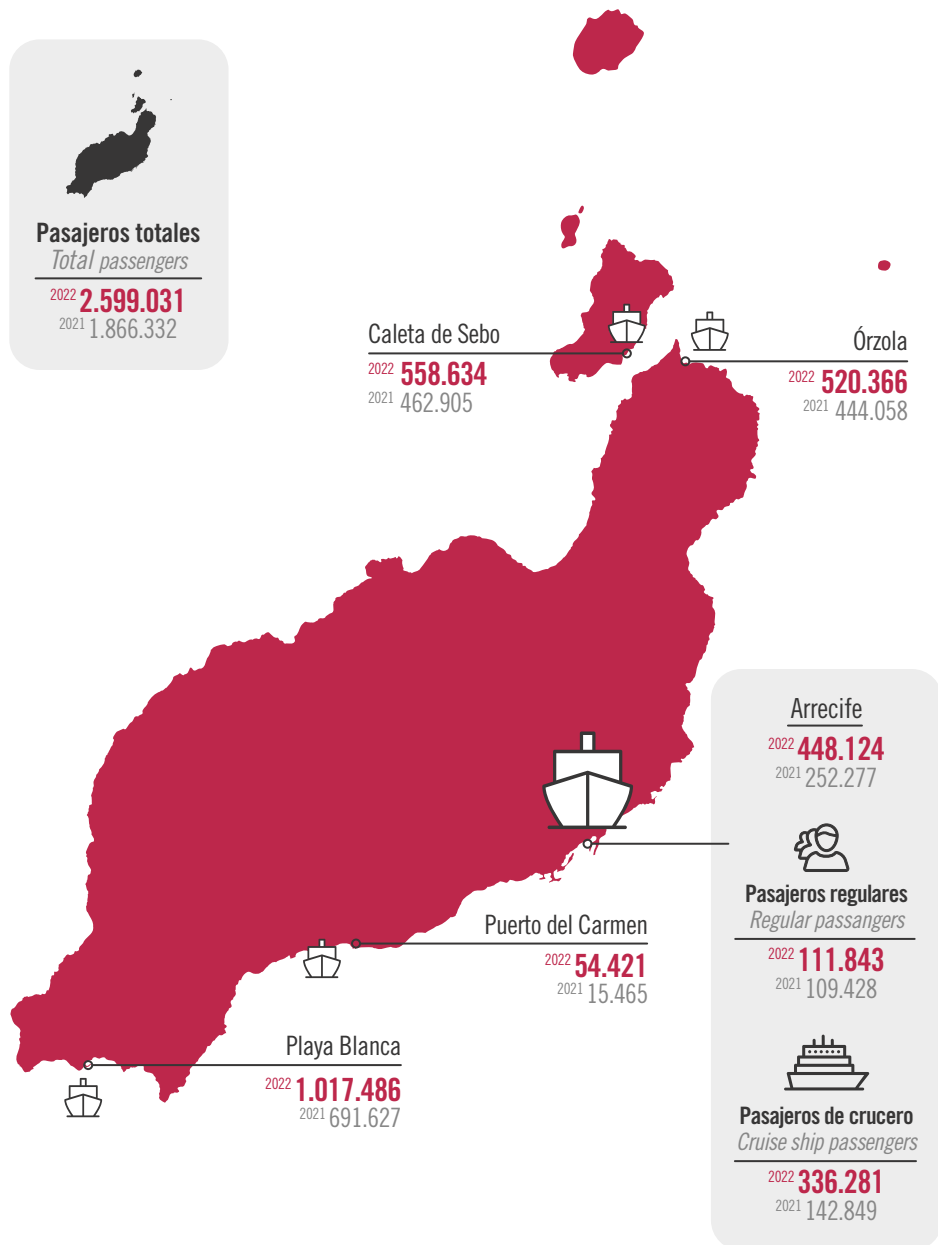 Pasajeros totales
Total passengers
2022 2.599.031
2021 1.866.332
Caleta de Sebo
2022 558.634
2021 462.905
Órzola
2022 520.366
2021 444.058
Arrecife
2022 448.124
2021 252.277
Pasajeros regulares
Regular passangers
2022 111.843
2021 109.428
Pasajeros de crucero
Cruise ship passengers
2022 336.281
2021 142.849
Puerto del Carmen
2022 54.421
2021 15.465
Playa Blanca
2022 1.017.486
2021 691.627